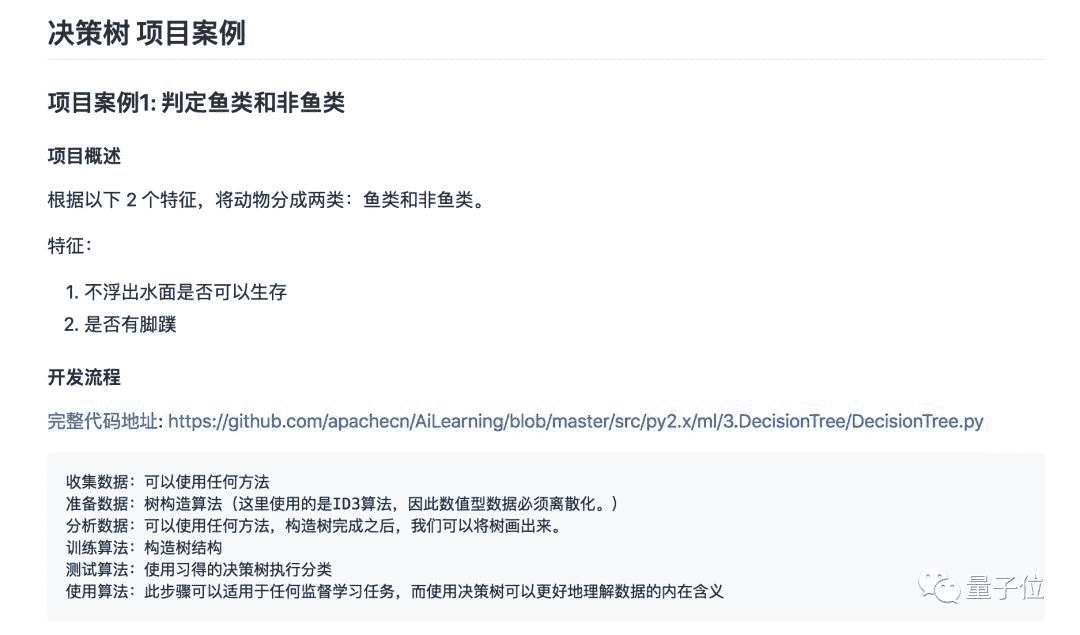 决策树 项目案例
项目案例1: 判定鱼类和非鱼类
项目概述
根据以下 2 个特征，将动物分成两类：鱼类和非鱼类。
特征：
1. 不浮出水面是否可以生存
2. 是否有脚蹼
开发流程
完整代码地址: https://github.com/apachecn/AiLearning/blob/master/src/py2.x/ml/3.DecisionTree/DecisionTree.py
收集数据：可以使用任何方法
准备数据：树构造算法（这里使用的是ID3算法，因此数值型数据必须离散化。）
分析数据：可以使用任何方法，构造树完成之后，我们可以将树画出来。
训练算法：构造树结构
测试算法：使用习得的决策树执行分类
使用算法：此步骤可以适用于任何监督学习任务，而使用决策树可以更好地理解数据的内在含义
量子位